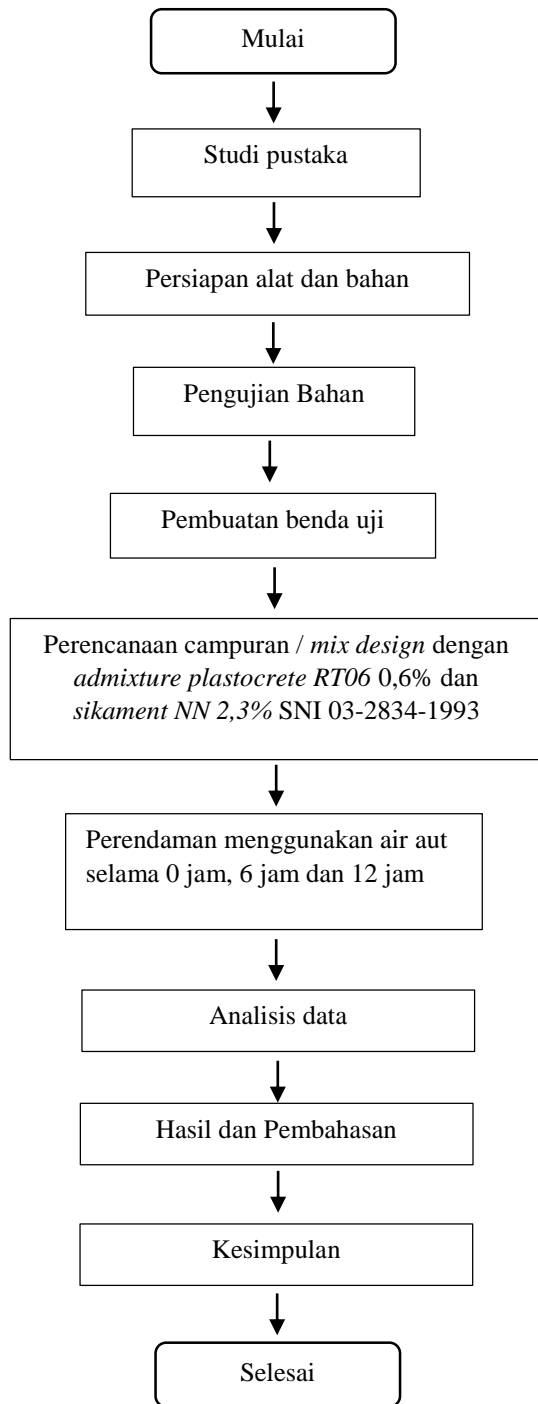 Mulai
Studi pustaka
Persiapan alat dan bahan
Pengujian Bahan
Pembuatan benda uji
Perencanaan campuran / mix design dengan
admixture plastocrete RT06 0,6% dan
sikament NN 2,3% SNI 03-2834-1993
Perendaman menggunakan air aut
selama 0 jam, 6 jam dan 12 jam
Analisis data
Hasil dan Pembahasan
Kesimpulan
Selesai